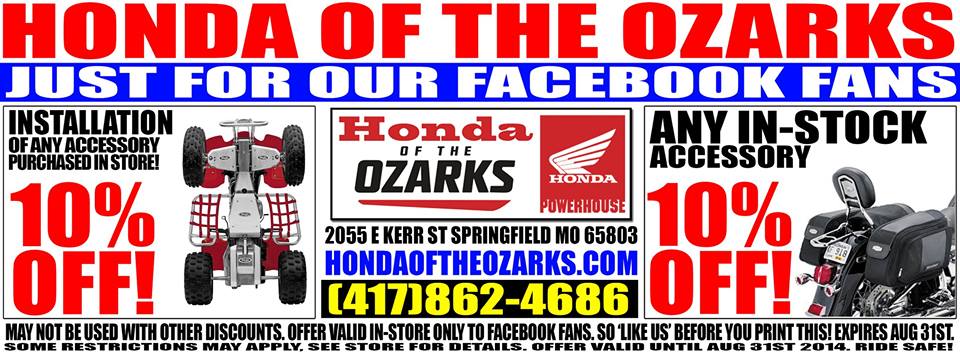 HONDA OF THE OZARKS
JUST FOR OUR FACEBOOK FANS
INSTALLATION
OF ANY ACCESSORY
PURCHASED IN STORE!
10%
OFF!
Honda
OF THE
OZARKS
HONDA
POWERHOUSE
2055 E KERR ST SPRINGFIELD MO 65803
HONDAOFTHEOZARKS.COM
(417)862-4686
ANY IN-STOCK
ACCESSORY
10%
OFF!
MAY NOT BE USED WITH OTHER DISCOUNTS. OFFER VALID IN-STORE ONLY TO FACEBOOK FANS. SO 'LIKE US' BEFORE YOU PRINT THIS! EXPIRES AUG 31ST.
SOME RESTRICTIONS MAY APPLY, SEE STORE FOR DETAILS. OFFER VALID UNTIL AUG 31ST 2014. RIDE SAFE!